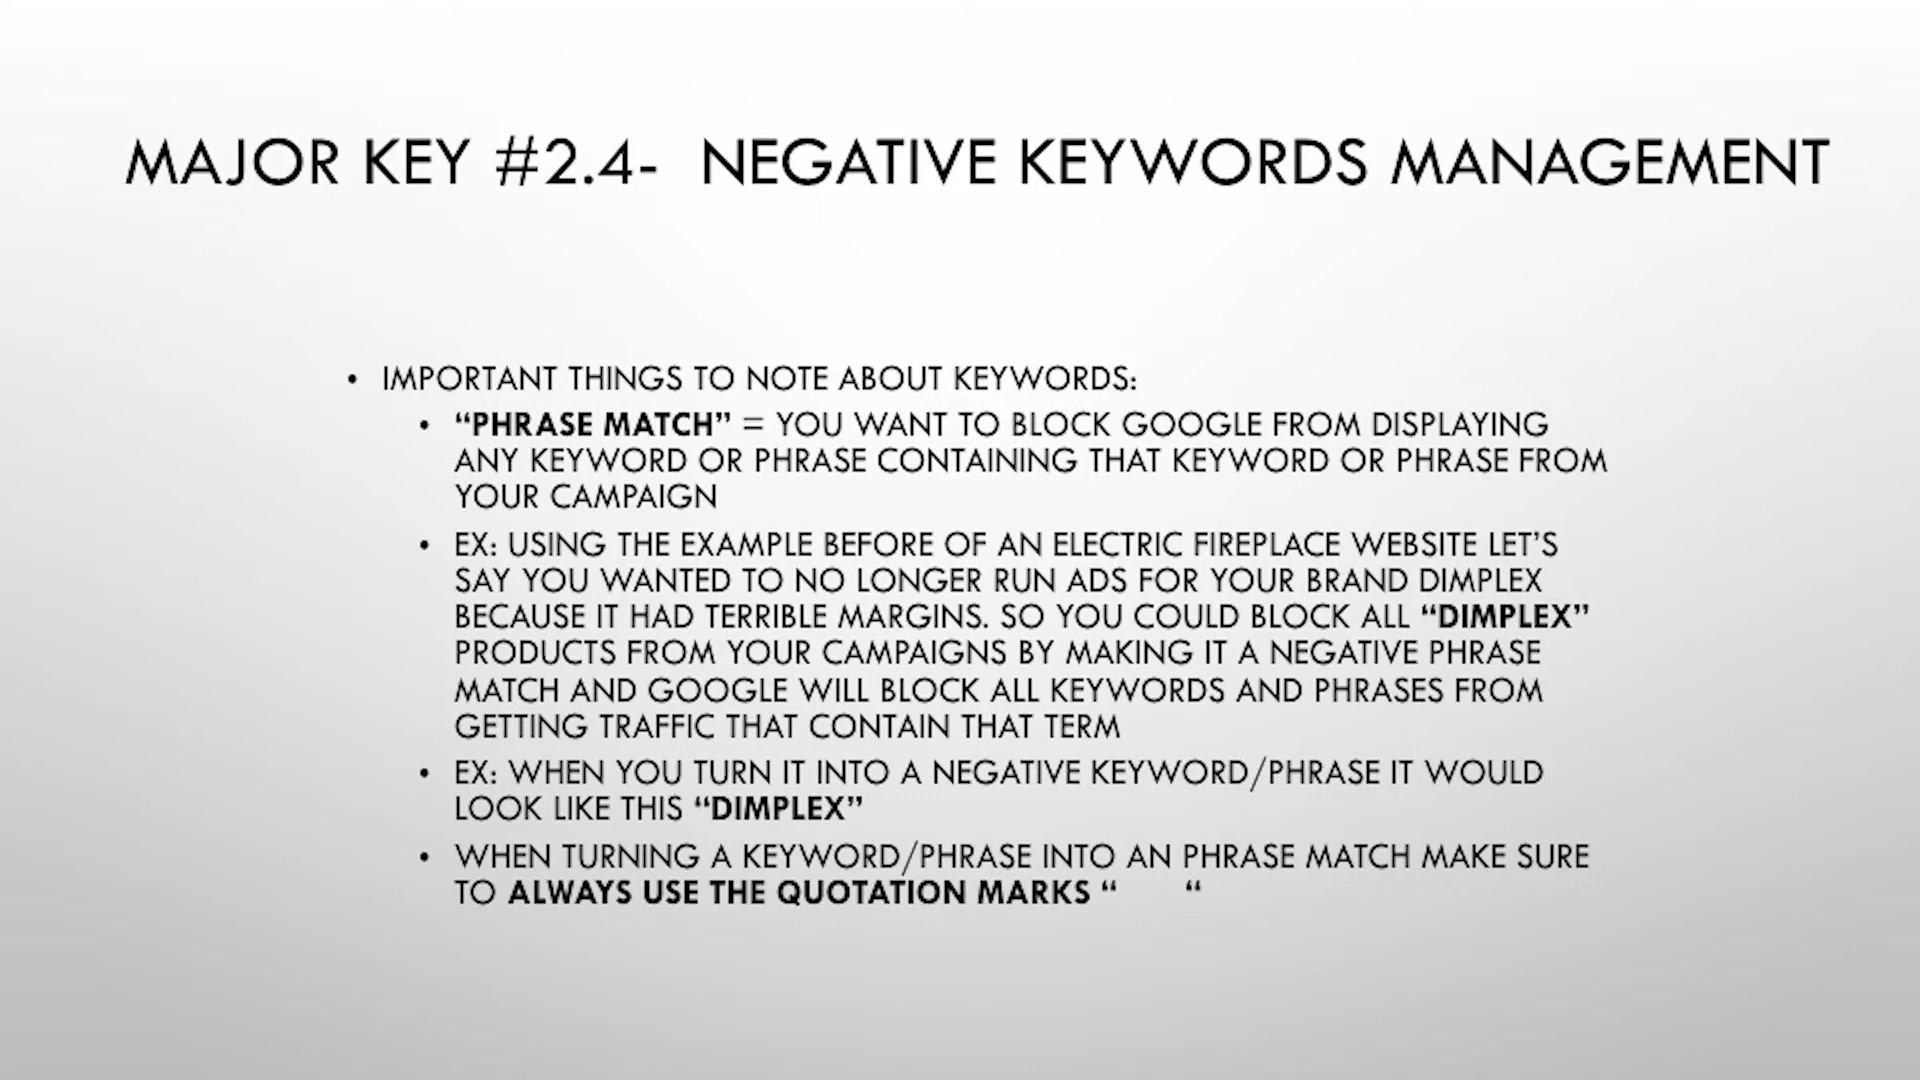 MAJOR KEY #2.4- NEGATIVE KEYWORDS MANAGEMENT
• IMPORTANT THINGS TO NOTE ABOUT KEYWORDS:
• “PHRASE MATCH” = YOU WANT TO BLOCK GOOGLE FROM DISPLAYING
ANY KEYWORD OR PHRASE CONTAINING THAT KEYWORD OR PHRASE FROM
YOUR CAMPAIGN
• EX: USING THE EXAMPLE BEFORE OF AN ELECTRIC FIREPLACE WEBSITE LET’S
SAY YOU WANTED TO NO LONGER RUN ADS FOR YOUR BRAND DIMPLEX
BECAUSE IT HAD TERRIBLE MARGINS. SO YOU COULD BLOCK ALL “DIMPLEX”
PRODUCTS FROM YOUR CAMPAIGNS BY MAKING IT A NEGATIVE PHRASE
MATCH AND GOOGLE WILL BLOCK ALL KEYWORDS AND PHRASES FROM
GETTING TRAFFIC THAT CONTAIN THAT TERM
• EX: WHEN YOU TURN IT INTO A NEGATIVE KEYWORD/PHRASE IT WOULD
LOOK LIKE THIS “DIMPLEX”
• WHEN TURNING A KEYWORD/PHRASE INTO AN PHRASE MATCH MAKE SURE
TO ALWAYS USE THE QUOTATION MARKS “ “